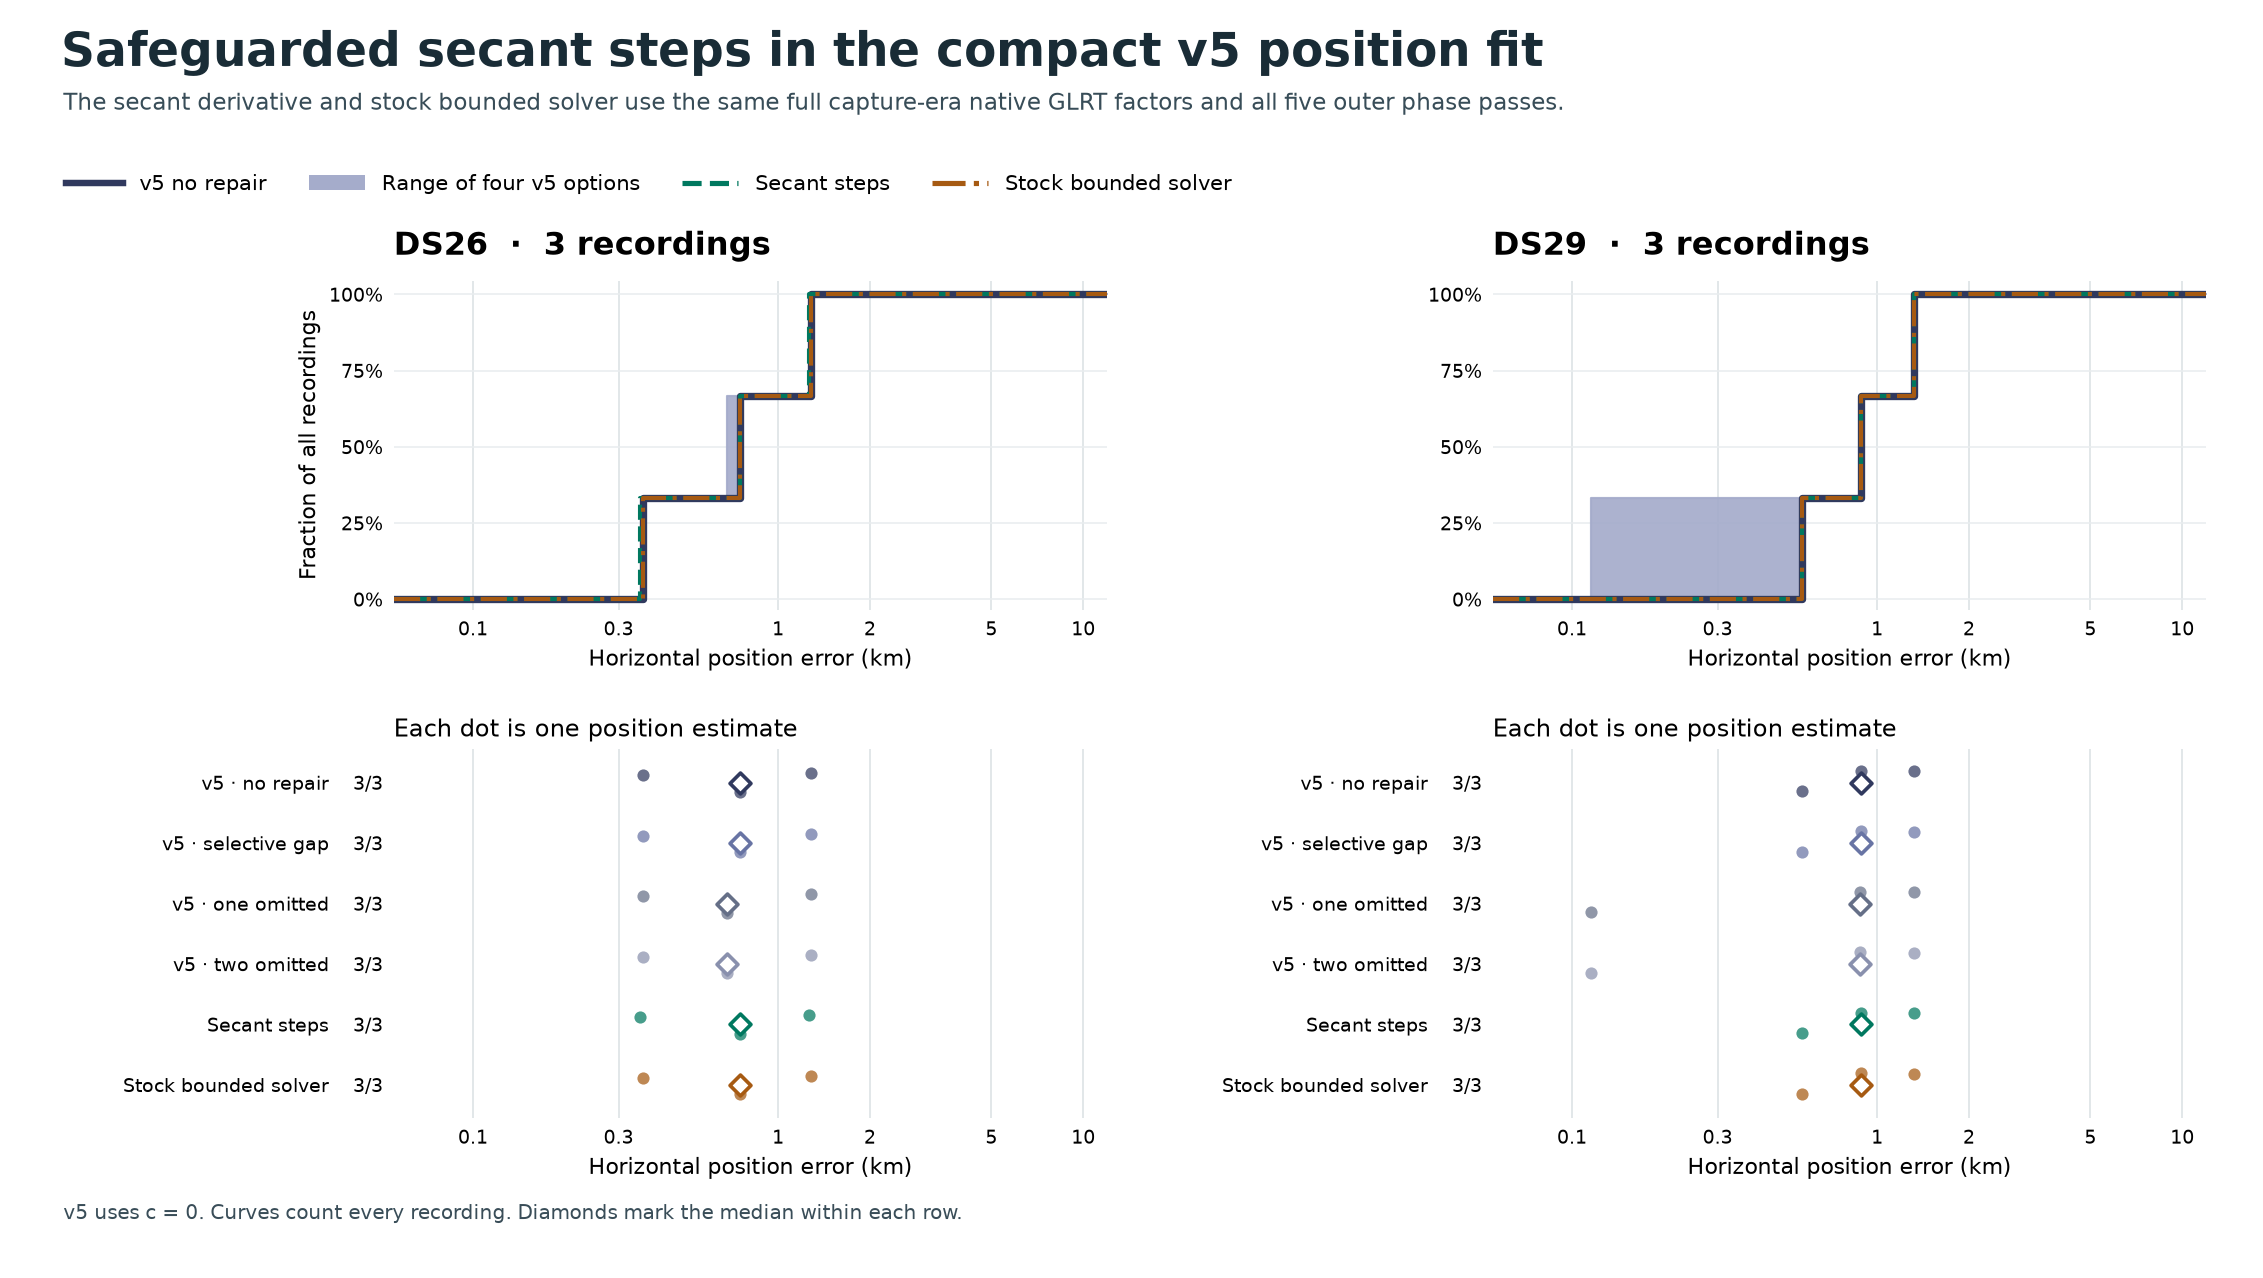 Safeguarded secant steps in the compact v5 position fit
The secant derivative and stock bounded solver use the same full capture-era native GLRT factors and all five outer phase passes.
v5 no repair
Range of four v5 options
Secant steps
Stock bounded solver
DS26 · 3 recordings
Fraction of all recordings
100%
75%
50%
25%
0%
0.1 0.3 1 2 5 10
Horizontal position error (km)
DS29 · 3 recordings
100%
75%
50%
25%
0%
0.1 0.3 1 2 5 10
Horizontal position error (km)
Each dot is one position estimate
v5 · no repair 3/3
v5 · selective gap 3/3
v5 · one omitted 3/3
v5 · two omitted 3/3
Secant steps 3/3
Stock bounded solver 3/3
0.1 0.3 1 2 5 10
Horizontal position error (km)
Each dot is one position estimate
v5 · no repair 3/3
v5 · selective gap 3/3
v5 · one omitted 3/3
v5 · two omitted 3/3
Secant steps 3/3
Stock bounded solver 3/3
0.1 0.3 1 2 5 10
Horizontal position error (km)
v5 uses c = 0. Curves count every recording. Diamonds mark the median within each row.